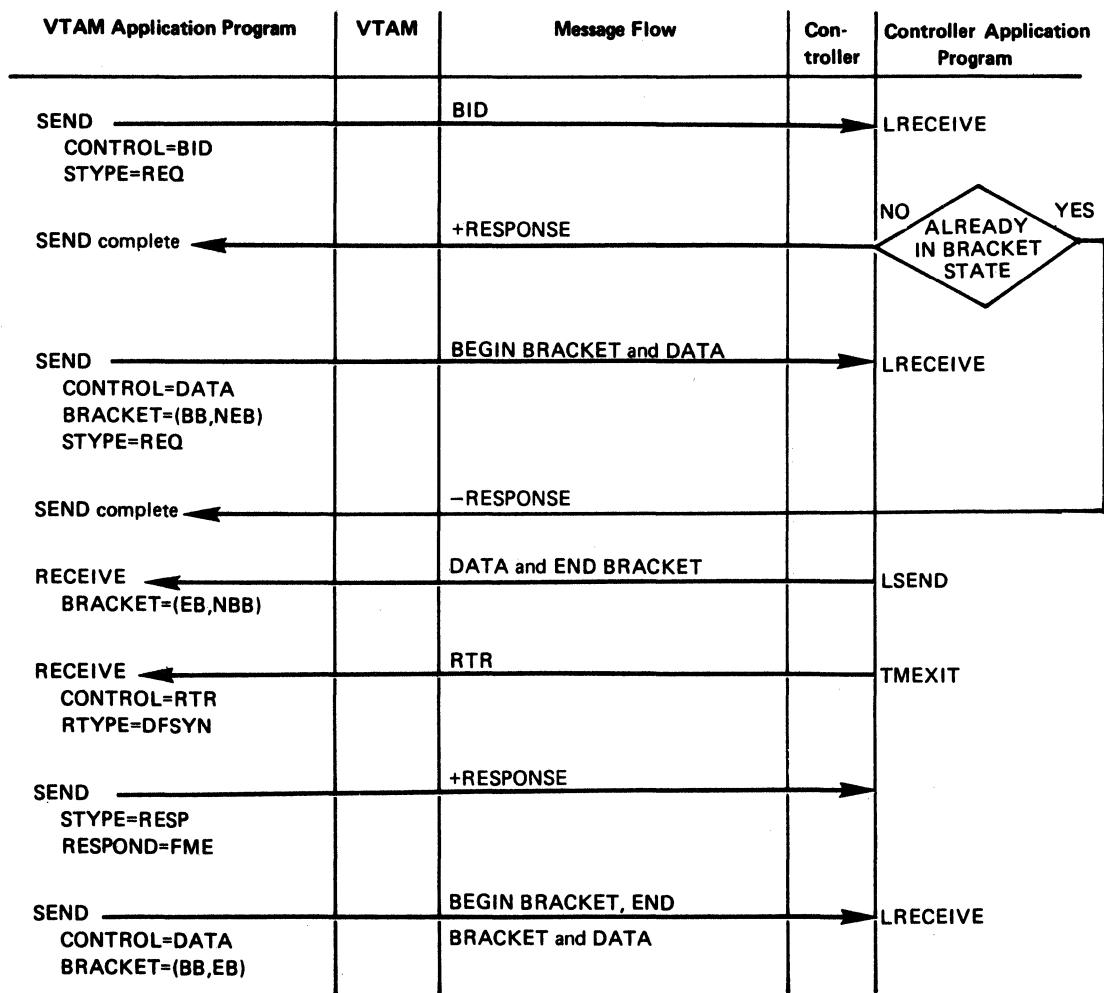 VTAM Application Program
VTAM
Message Flow
Con-
troller
Controller Application
Program
BID
SEND
LRECEIVE
CONTROL=BID
STYPE=REQ
NO
YES
ALREADY
IN BRACKET
STATE
+RESPONSE
SEND complete
BEGIN BRACKET and DATA
SEND
LRECEIVE
CONTROL=DATA
BRACKET=(BB,NEB)
STYPE=REQ
−RESPONSE
SEND complete
DATA and END BRACKET
RECEIVE
LSEND
BRACKET=(EB,NBB)
RTR
RECEIVE
TMEXIT
CONTROL=RTR
RTYPE=DFSYN
+RESPONSE
SEND
STYPE=RESP
RESPOND=FME
BEGIN BRACKET, END
SEND
LRECEIVE
CONTROL=DATA
BRACKET and DATA
BRACKET=(BB,EB)